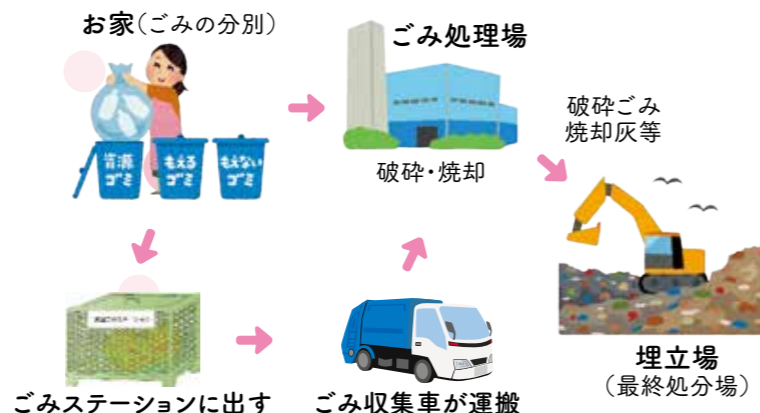 お家(ごみの分別)
資源
ゴミ
もえる
ゴミ
もえない
ゴミ
ごみ処理場
破砕・焼却
破砕ごみ
焼却灰等
ごみステーションに出す
ごみ収集車が運搬
埋立場
(最終処分場)